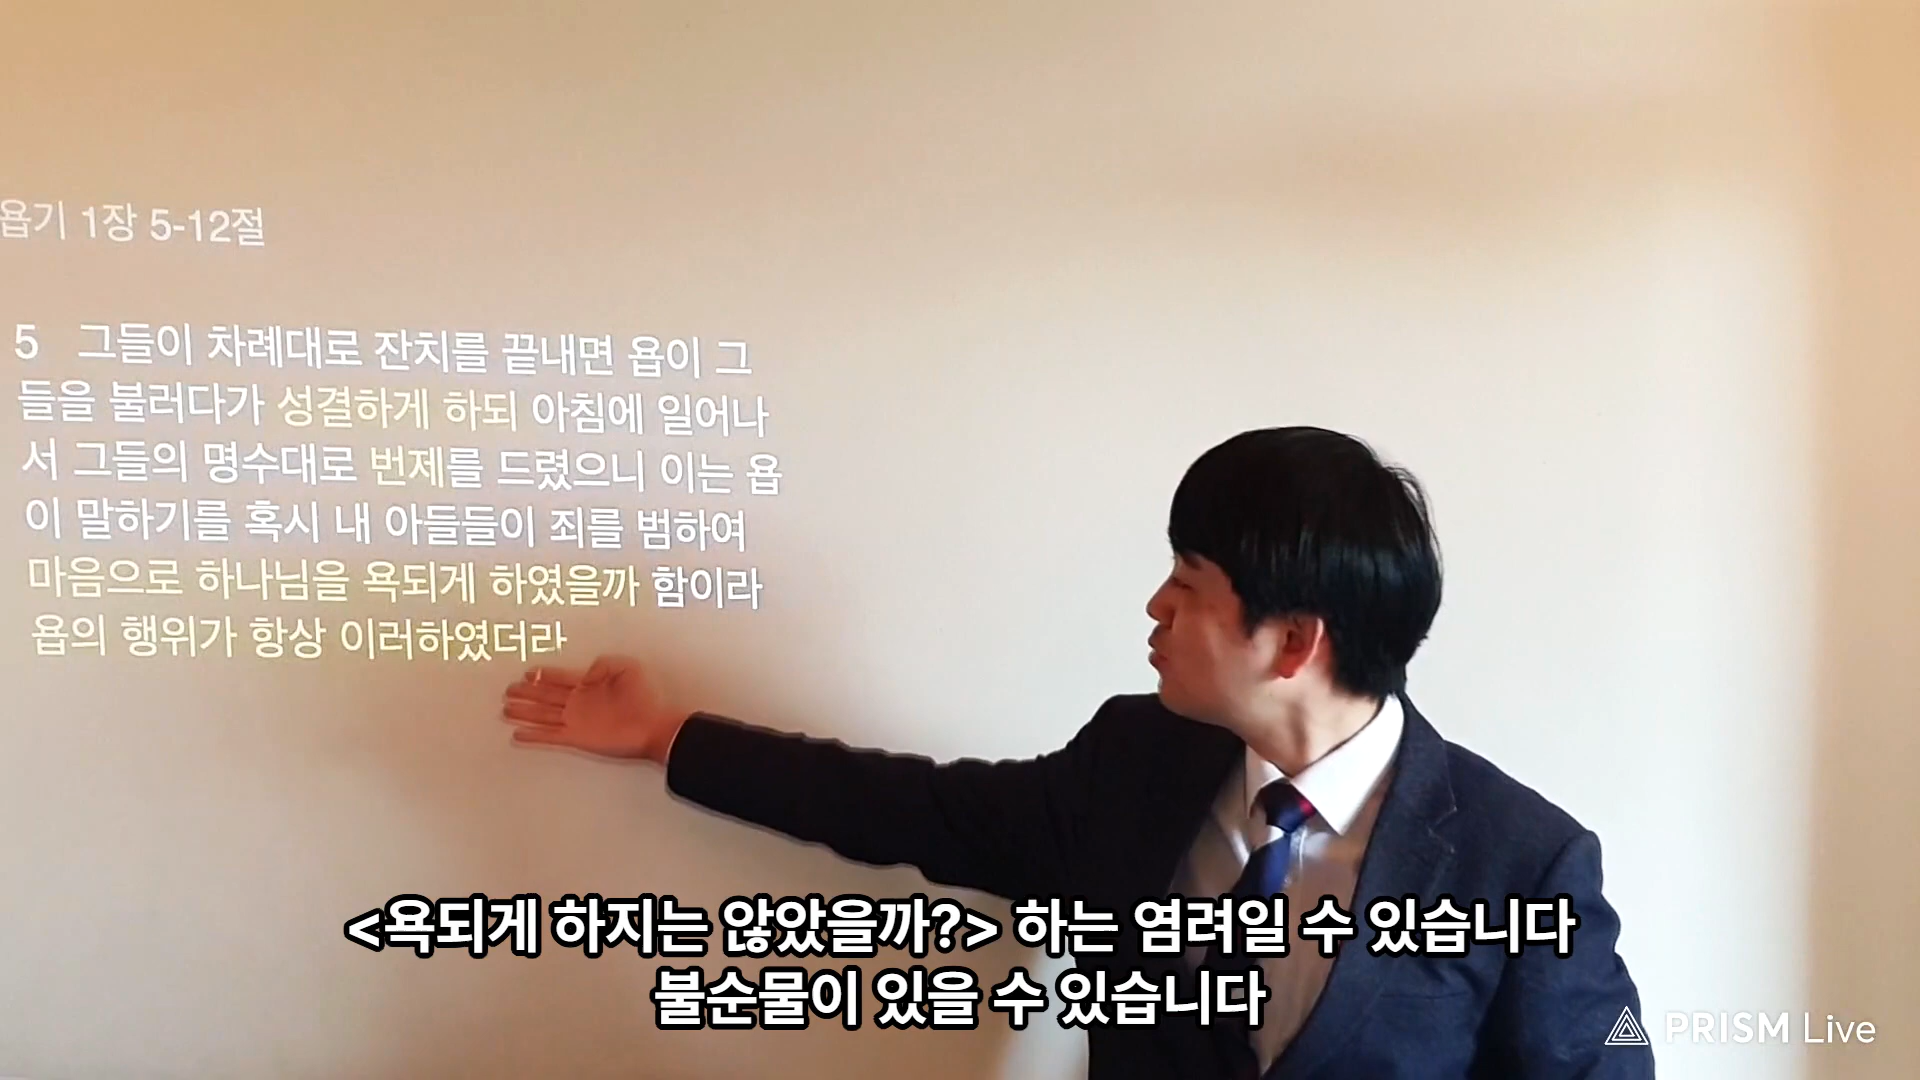 욥기 1장 5-12절
5 그들이 차례대로 잔치를 끝내면 욥이 그
들을 불러다가 성결하게 하되 아침에 일어나
서 그들의 명수대로 번제를 드렸으니 이는 욥
이 말하기를 혹시 내 아들들이 죄를 범하여
마음으로 하나님을 욕되게 하였을까 함이라
욥의 행위가 항상 이러하였더라
<욕되게 하지는 않았을까?> 하는 염려일 수 있습니다
불순물이 있을 수 있습니다
PRISM Live